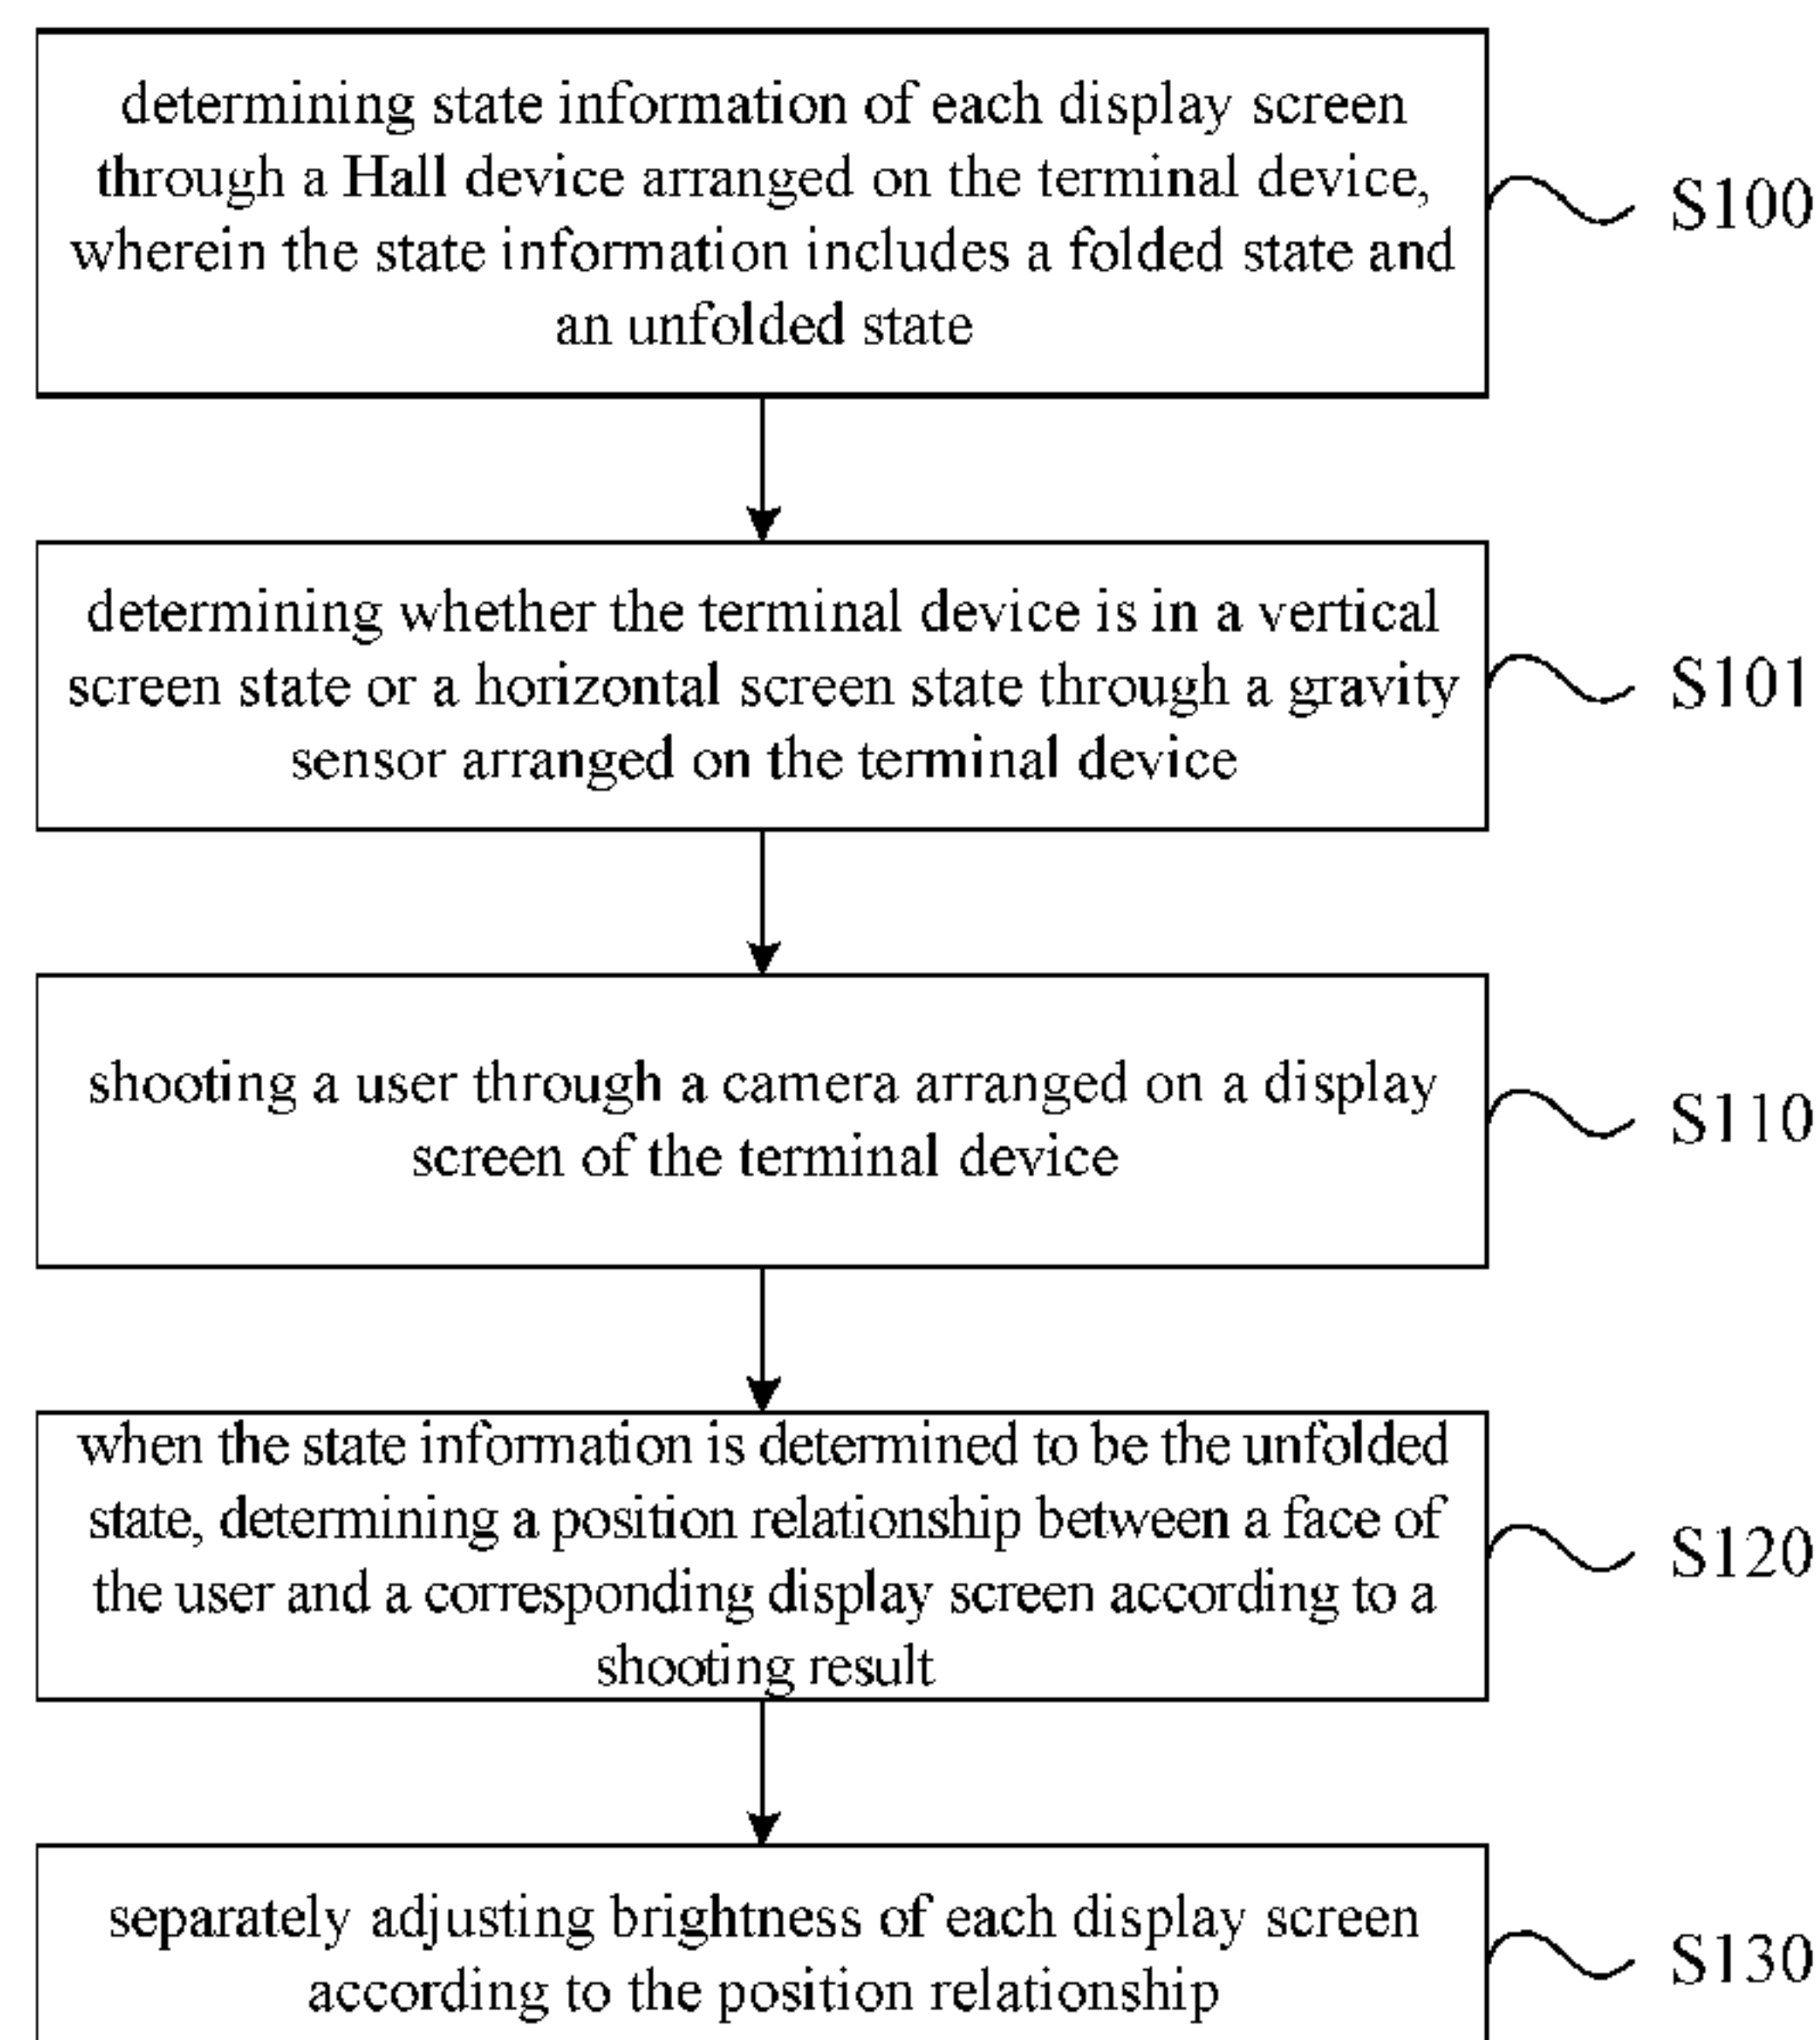 determining state information of each display screen
through a Hall device arranged on the terminal device,
wherein the state information includes a folded state and
an unfolded state
S100
determining whether the terminal device is in a vertical
screen state or a horizontal screen state through a gravity
sensor arranged on the terminal device
S101
shooting a user through a camera arranged on a display
screen of the terminal device
S110
when the state information is determined to be the unfolded
state, determining a position relationship between a face of
the user and a corresponding display screen according to a
shooting result
S120
separately adjusting brightness of each display screen
according to the position relationship
S130